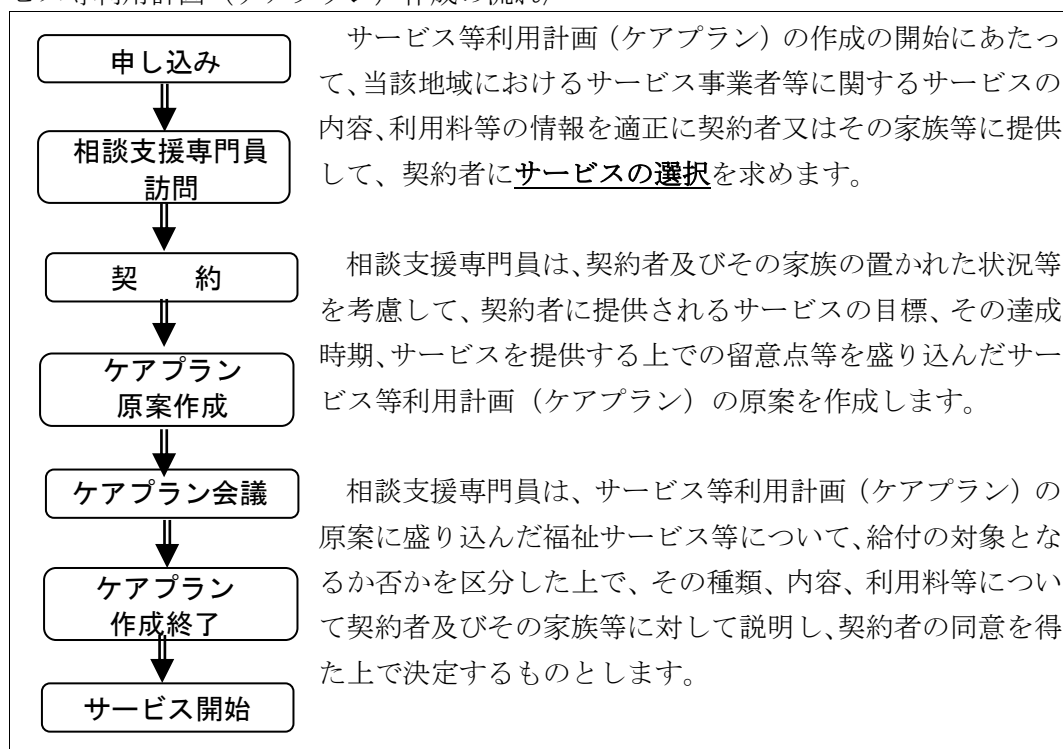 申し込み
相談支援専門員
訪問
契　　約
ケアプラン
原案作成
ケアプラン会議
ケアプラン
作成終了
サービス開始
サービス等利用計画（ケアプラン）の作成の開始にあたっ
て、当該地域におけるサービス事業者等に関するサービスの
内容、利用料等の情報を適正に契約者又はその家族等に提供
して、契約者にサービスの選択を求めます。
相談支援専門員は、契約者及びその家族の置かれた状況等
を考慮して、契約者に提供されるサービスの目標、その達成
時期、サービスを提供する上での留意点等を盛り込んだサー
ビス等利用計画（ケアプラン）の原案を作成します。
相談支援専門員は、サービス等利用計画（ケアプラン）の
原案に盛り込んだ福祉サービス等について、給付の対象とな
るか否かを区分した上で、その種類、内容、利用料等につい
て契約者及びその家族等に対して説明し、契約者の同意を得
た上で決定するものとします。